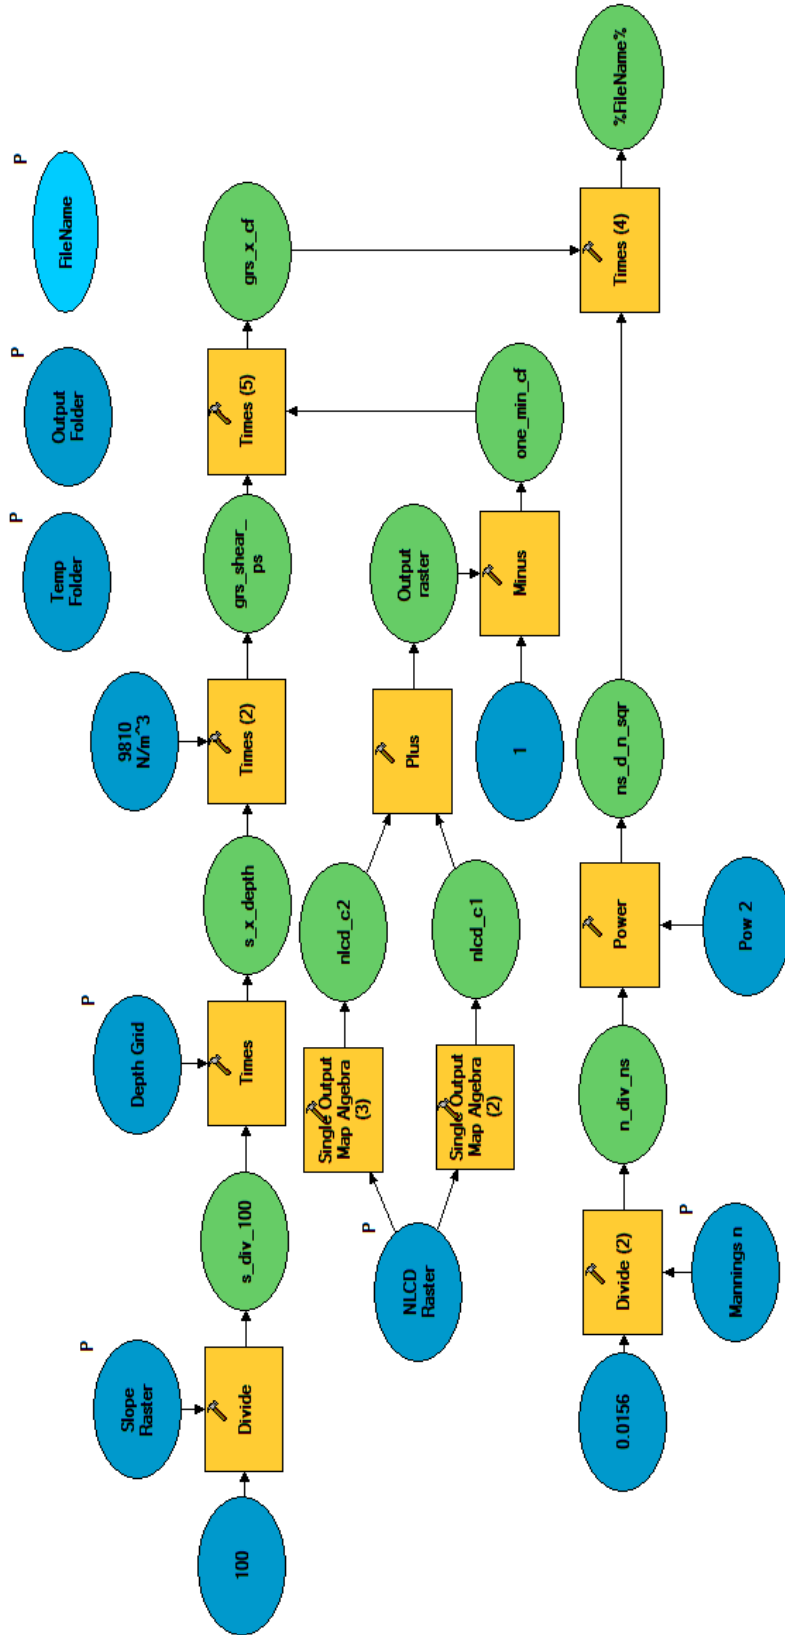 P
Temp
Folder
P
Output
Folder
P
FileName
100
P
Slope
Raster
Divide
s_div_100
P
Depth Grid
Times
s_x_depth
9810
N/m^3
Times (2)
grs_shear_
ps
Times (5)
grs_x_cf
P
NLCD
Raster
Single Output
Map Algebra
(3)
nlcd_c2
Single Output
Map Algebra
(2)
nlcd_c1
Plus
Output
raster
1
Minus
one_min_cf
0.0156
P
Mannings n
Divide (2)
n_div_ns
Pow 2
Power
ns_d_n_sqr
Times (4)
%FileName%